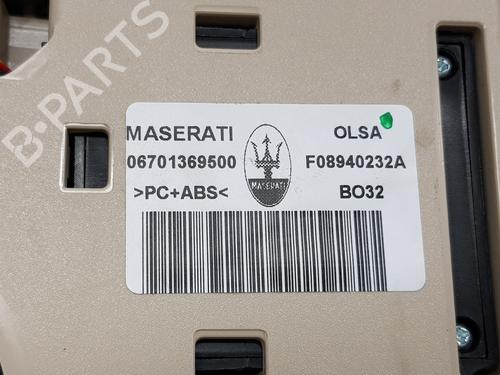 B-PARTS
MASERATI
OLSA
06701369500
F08940232A
MASERATI
>PC+ABS<
BO32